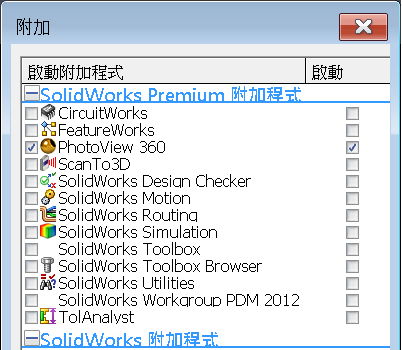 附加
啟動附加程式 啟動
SolidWorks Premium 附加程式
CircuitWorks
FeatureWorks
PhotoView 360
ScanTo3D
SolidWorks Design Checker
SolidWorks Motion
SolidWorks Routing
SolidWorks Simulation
SolidWorks Toolbox
SolidWorks Toolbox Browser
SolidWorks Utilities
SolidWorks Workgroup PDM 2012
TolAnalyst
SolidWorks 附加程式